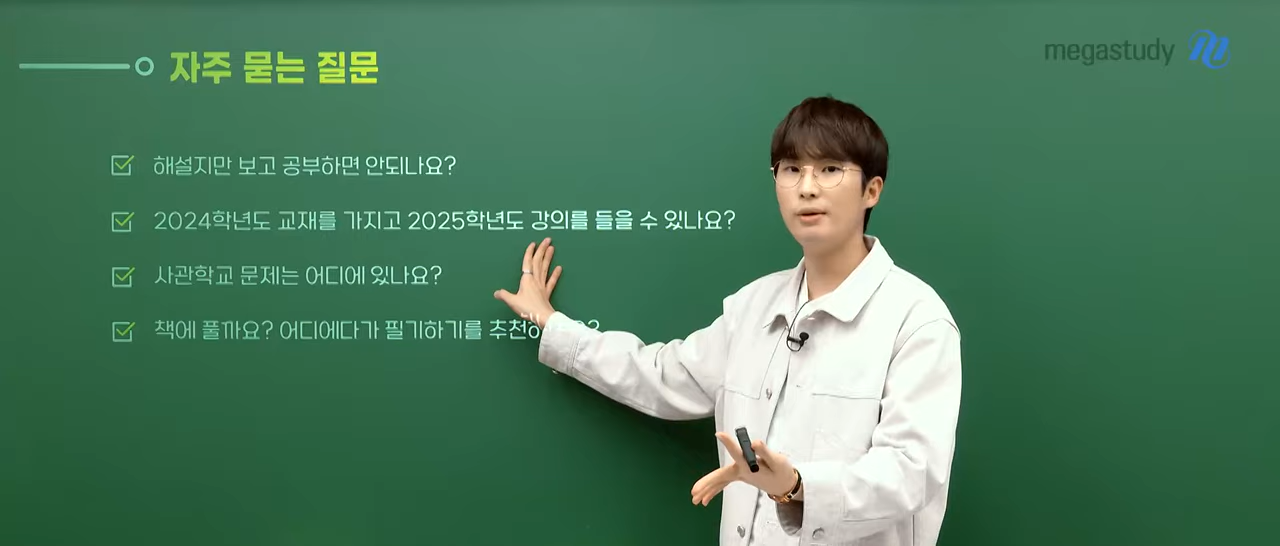 자주 묻는 질문
megastudy
해설지만 보고 공부하면 안되나요?
2024학년도 교재를 가지고 2025학년도 강의를 들을 수 있나요?
사관학교 문제는 어디에 있나요?
책에 풀까요? 어디에다가 필기하기를